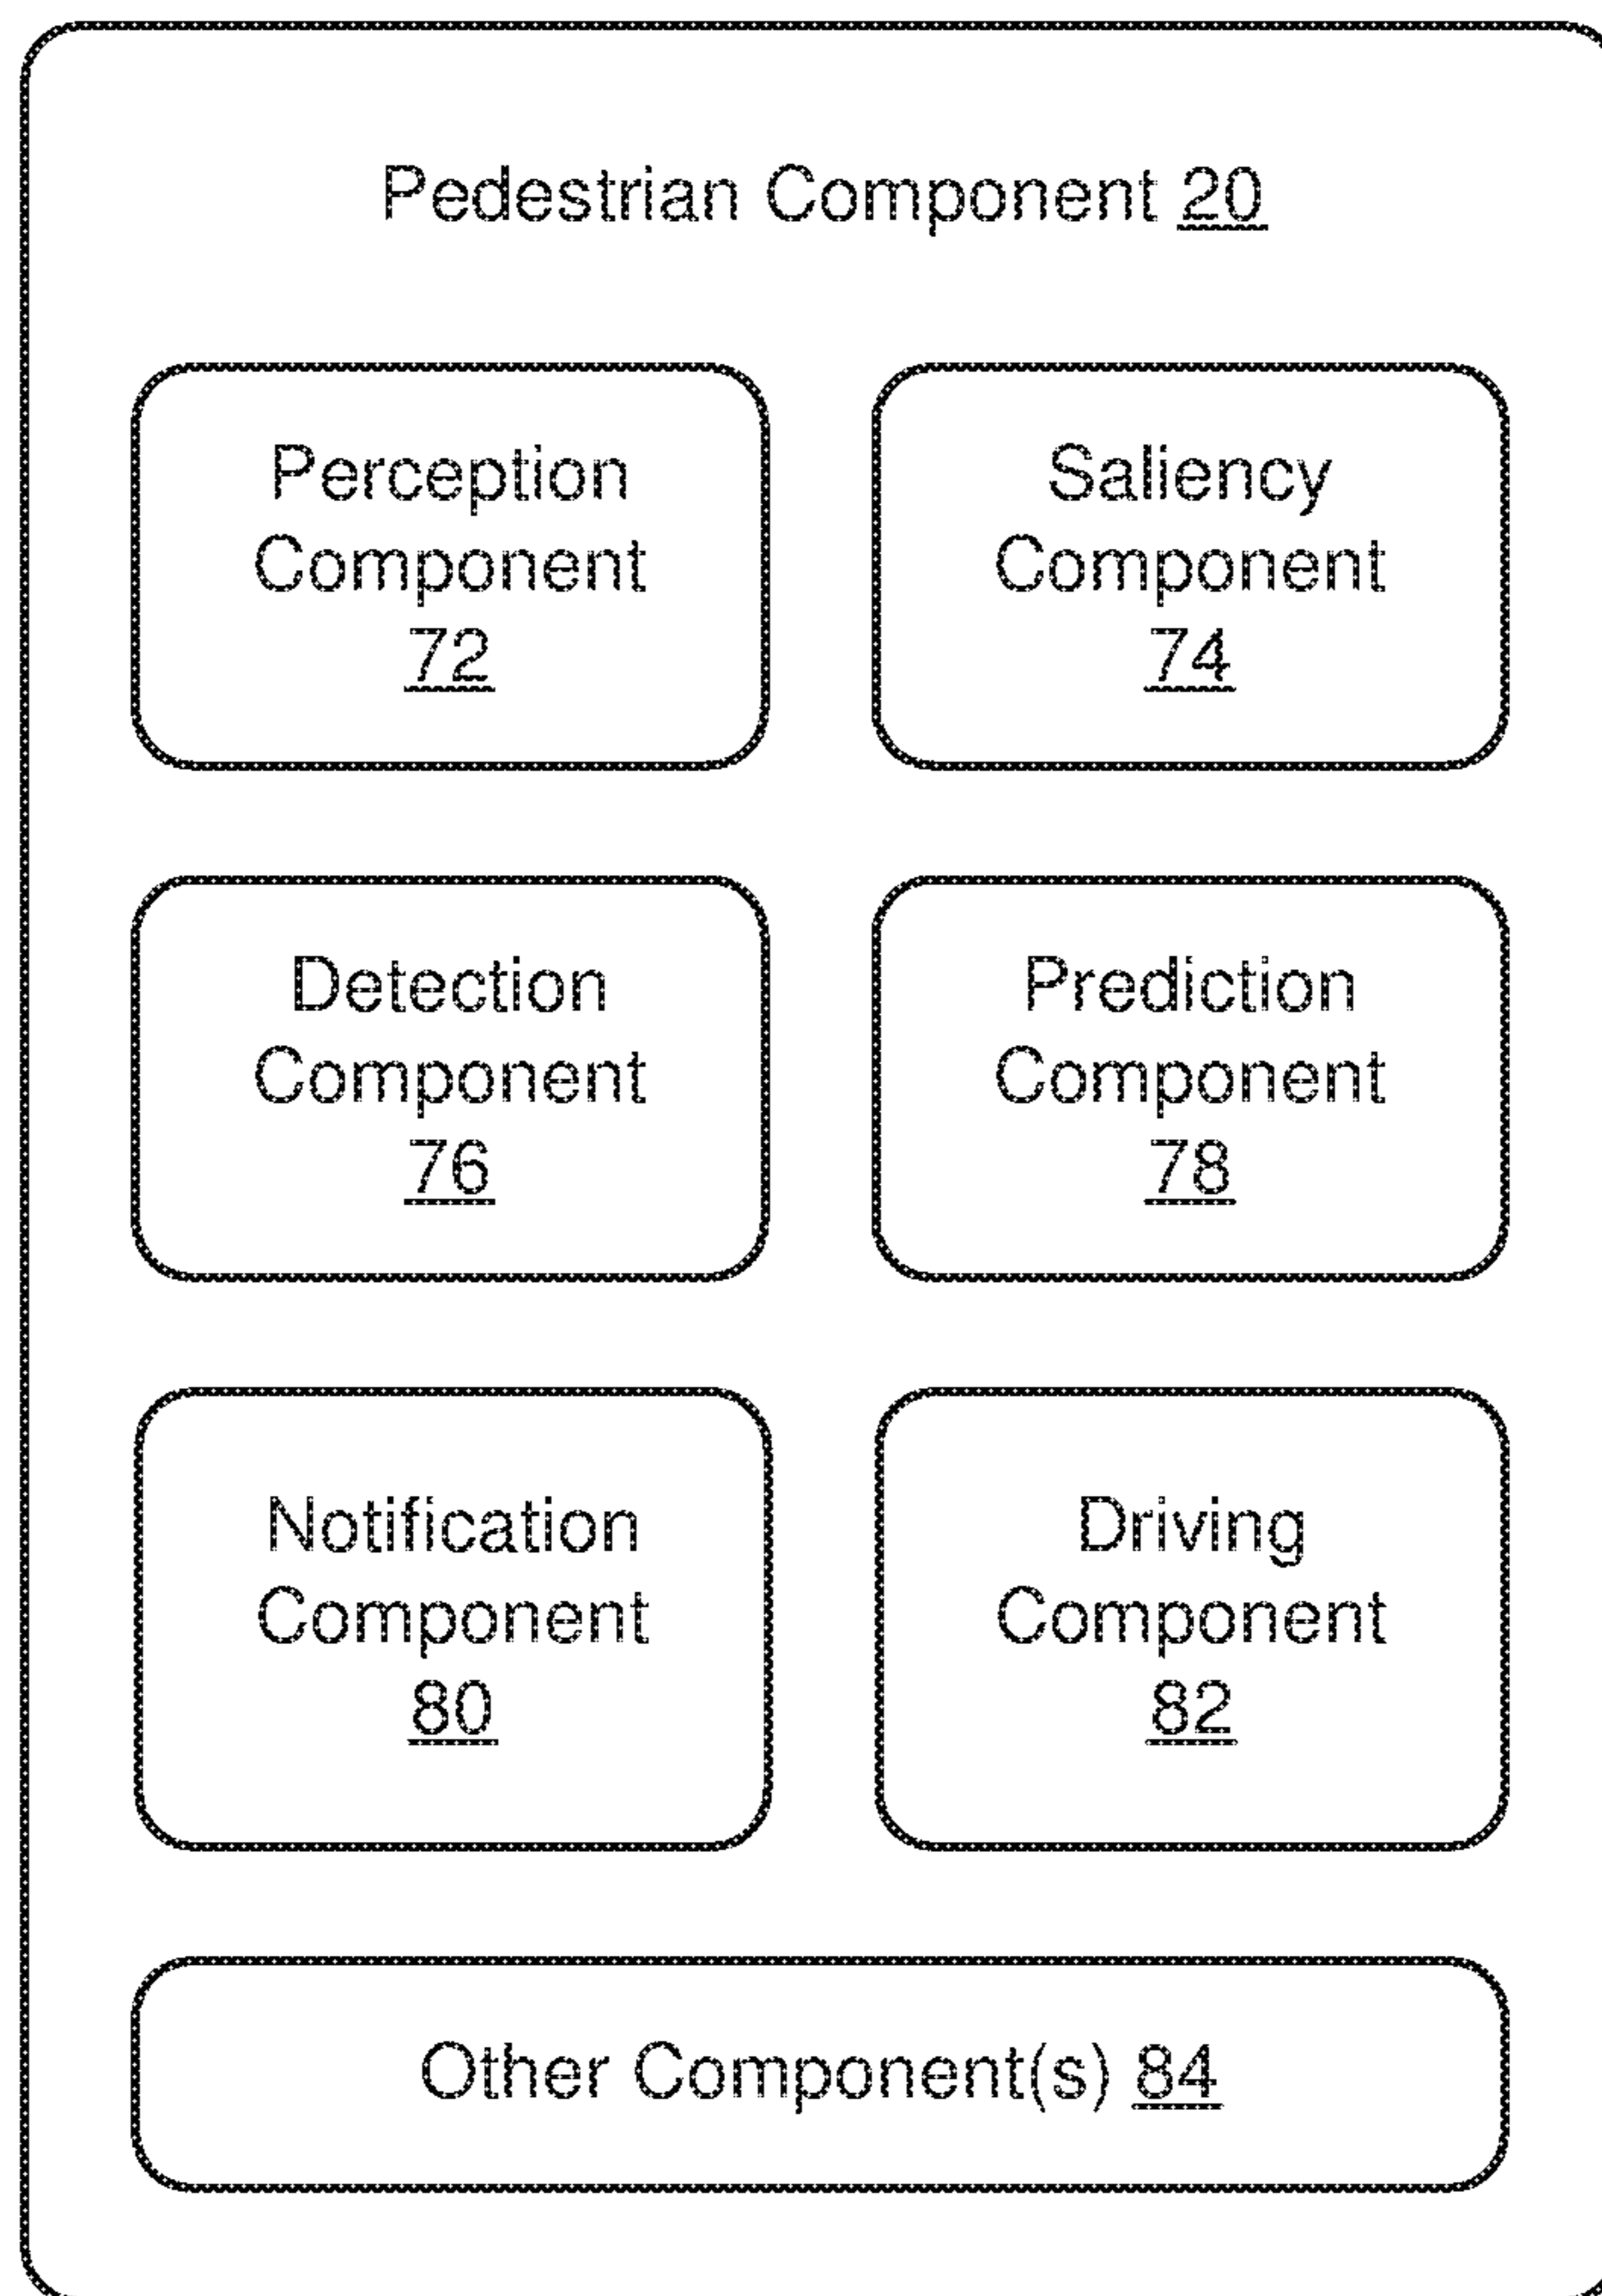 Pedestrian Component 20
Perception
Component
72
Saliency
Component
74
Detection
Component
76
Prediction
Component
78
Notification
Component
80
Driving
Component
82
Other Component(s) 84